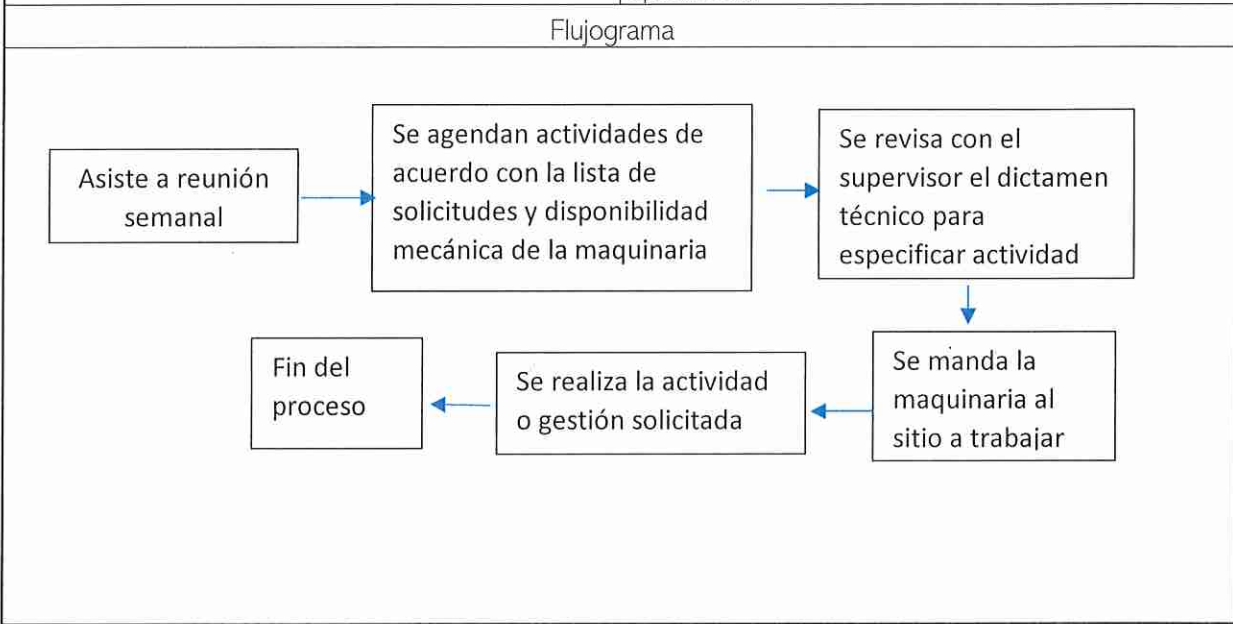 Flujograma
Asiste a reunión
semanal
Se agendan actividades de
acuerdo con la lista de
solicitudes y disponibilidad
mecánica de la maquinaria
Se revisa con el
supervisor el dictamen
técnico para
especificar actividad
Se manda la
maquinaria al
sitio a trabajar
Se realiza la actividad
o gestión solicitada
Fin del
proceso